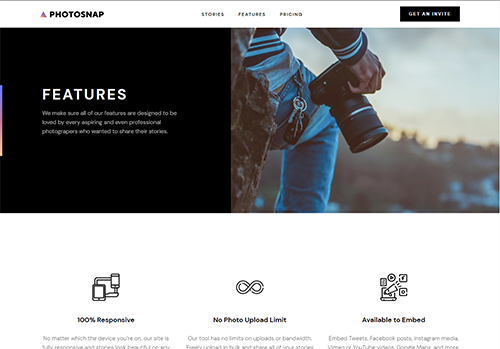 PHOTOSNAP
STORIES FEATURES PRICING
GET AN INVITE
FEATURES
We make sure all of our features are designed to be
loved by every aspiring and even professional
photograpers who wanted to share their stories.
100% Responsive
No matter which the device you're on, our site is
fully responsive and stories look beautiful on any
No Photo Upload Limit
Our tool has no limits on uploads or bandwidth.
Freely upload in bulk and share all of your stories
Available to Embed
Embed Tweets, Facebook posts, Instagram media,
Vimeo or YouTube videos, Google Maps, and more